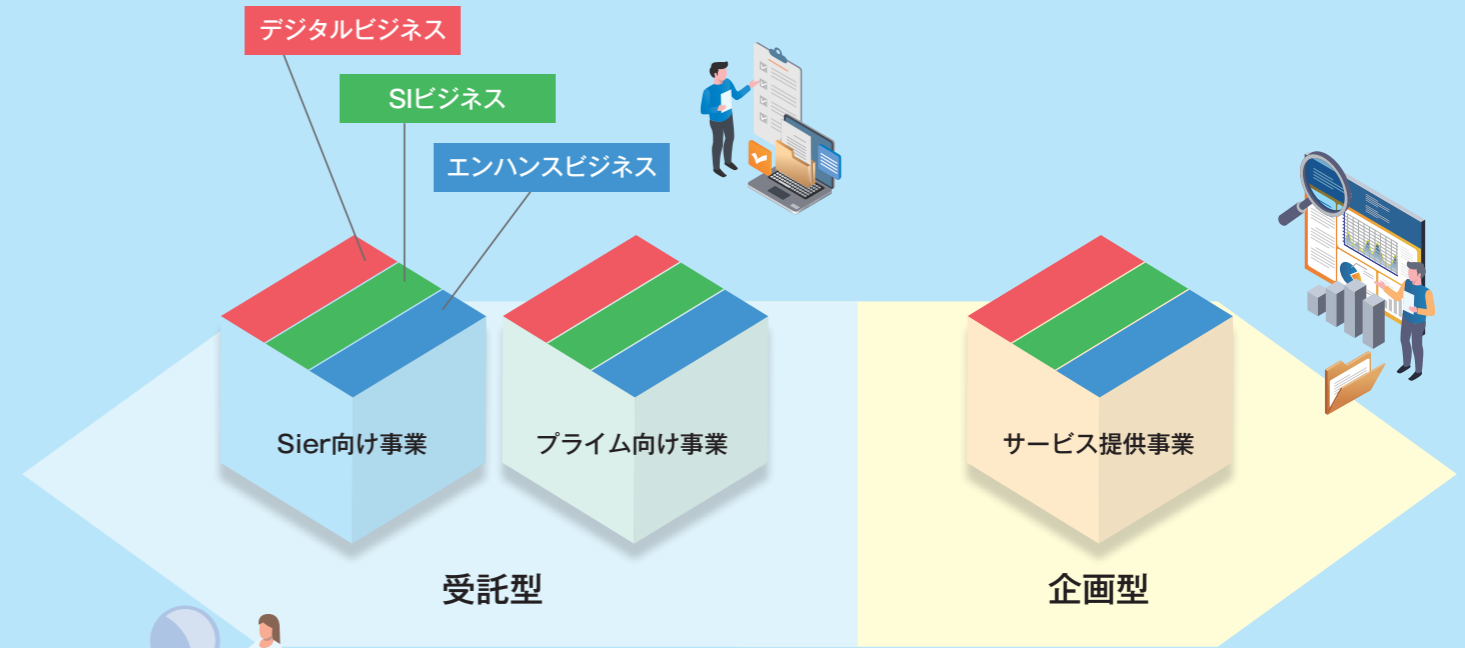 デジタルビジネス
SIビジネス
エンハンスビジネス
Sier向け事業
プライム向け事業
サービス提供事業
受託型
企画型